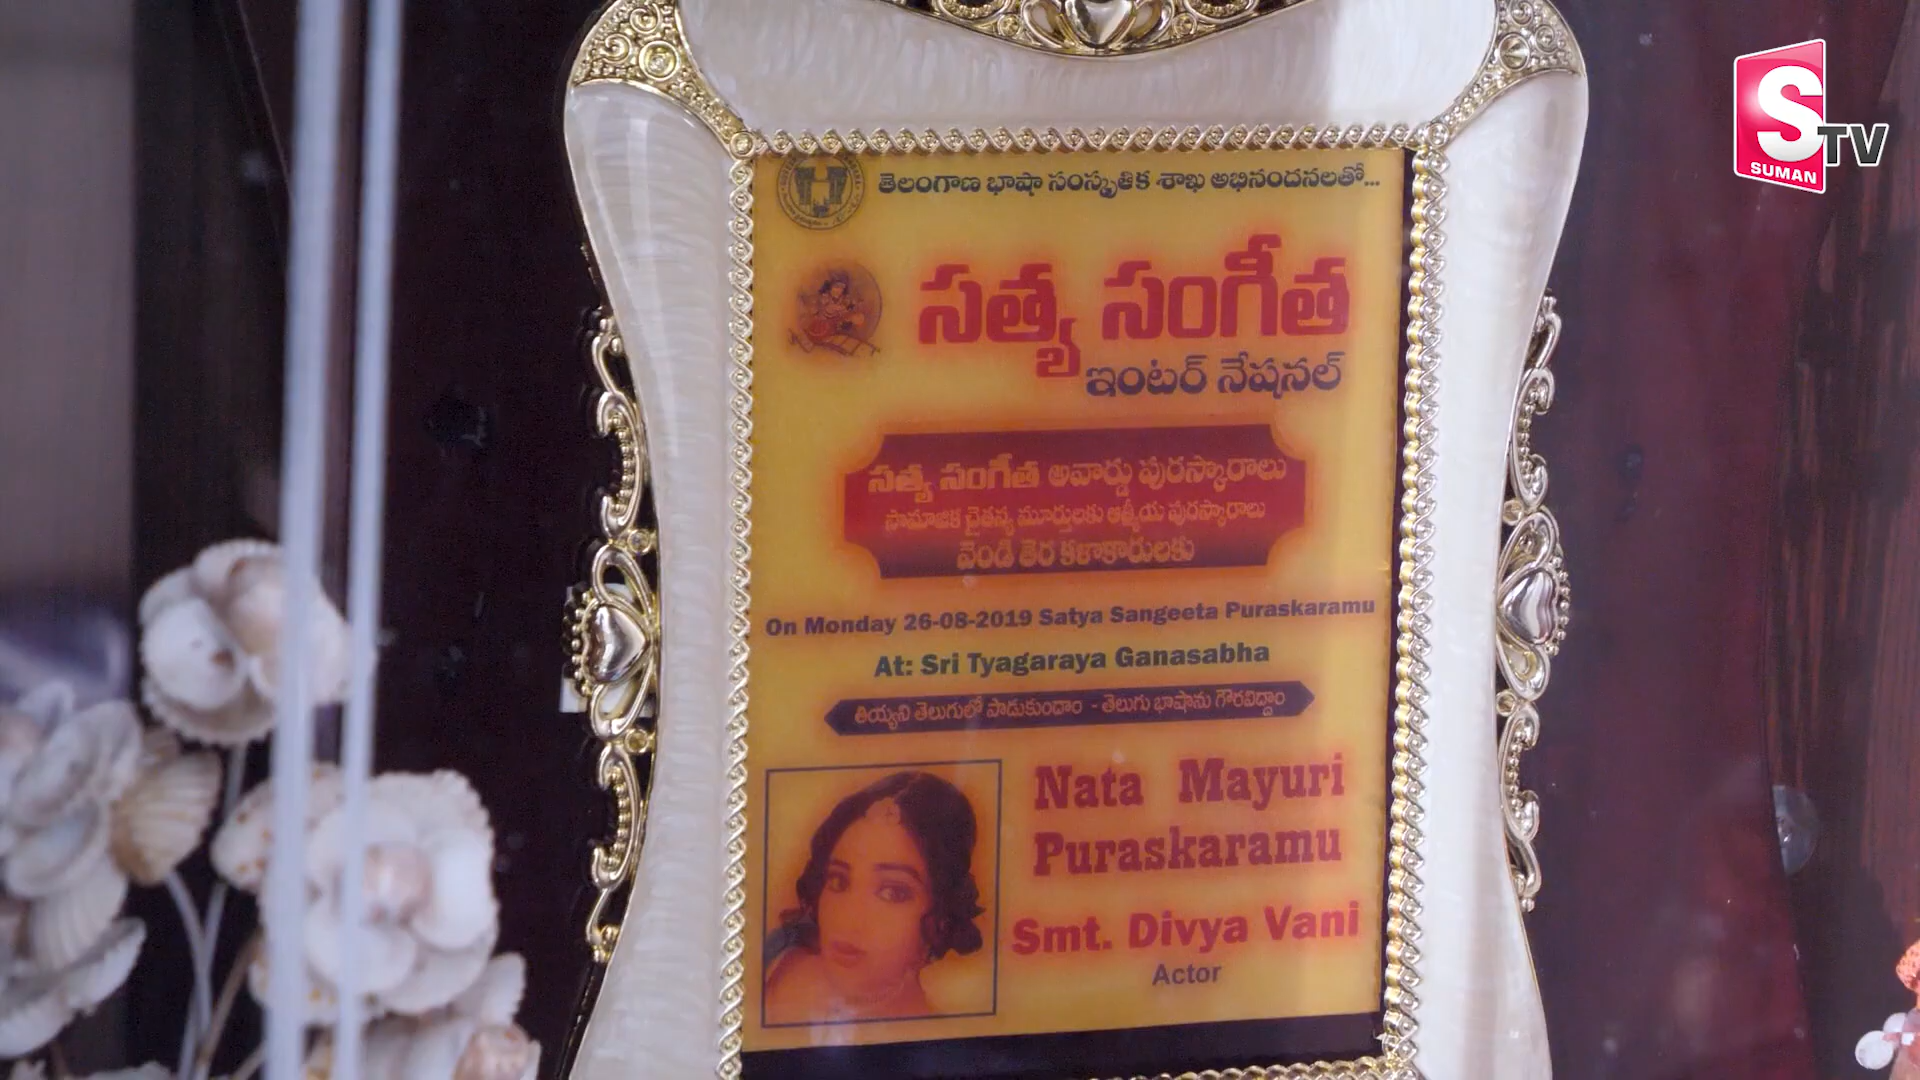 తెలంగాణ భాషా సంస్కృతిక శాఖ అభినందనలతో...
సత్య సంగీత
ఇంటర్ నేషనల్
సత్య సంగీత అవార్డు పురస్కారాలు
సామాజిక చైతన్య మూర్తులకు ఆత్మీయ పురస్కారాలు
వెండి తెర కళాకారులకు
On Monday 26-08-2019 Satya Sangeeta Puraskaramu
At: Sri Tyagaraya Ganasabha
తియ్యని తెలుగులో పాడుకుందాం - తెలుగు భాషను గౌరవిద్దాం
Nata Mayuri
Puraskaramu
Smt. Divya Vani
Actor
S TV
SUMAN